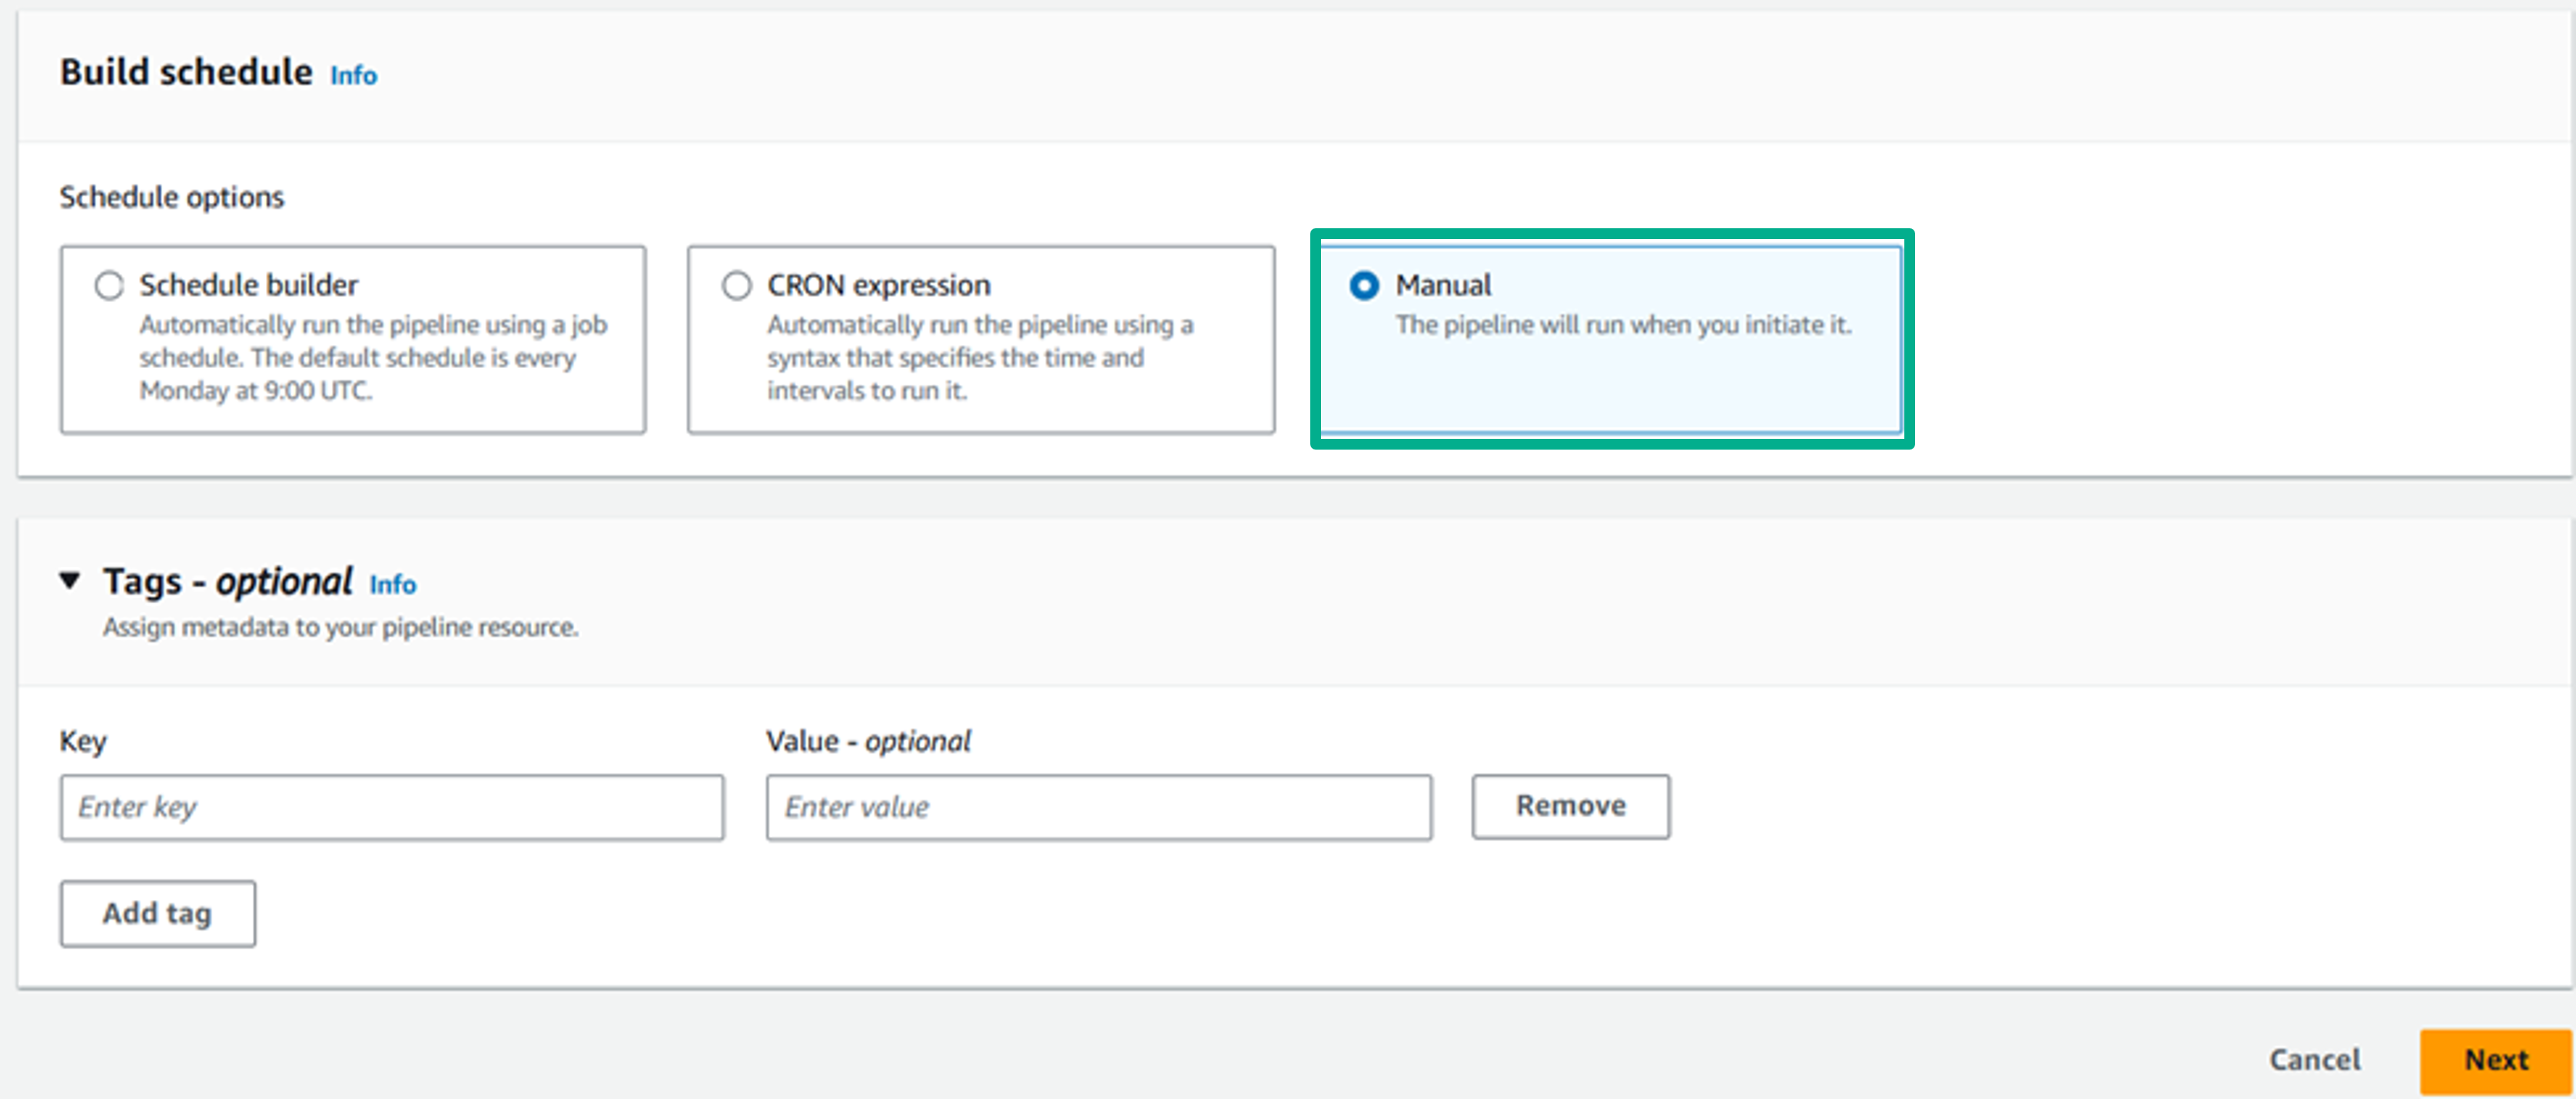 Build schedule Info
Schedule options
Schedule builder
Automatically run the pipeline using a job
schedule. The default schedule is every
Monday at 9:00 UTC.
CRON expression
Automatically run the pipeline using a
syntax that specifies the time and
intervals to run it.
Manual
The pipeline will run when you initiate it.
Tags - optional Info
Assign metadata to your pipeline resource.
Key
Value - optional
Enter key
Enter value
Remove
Add tag
Cancel
Next